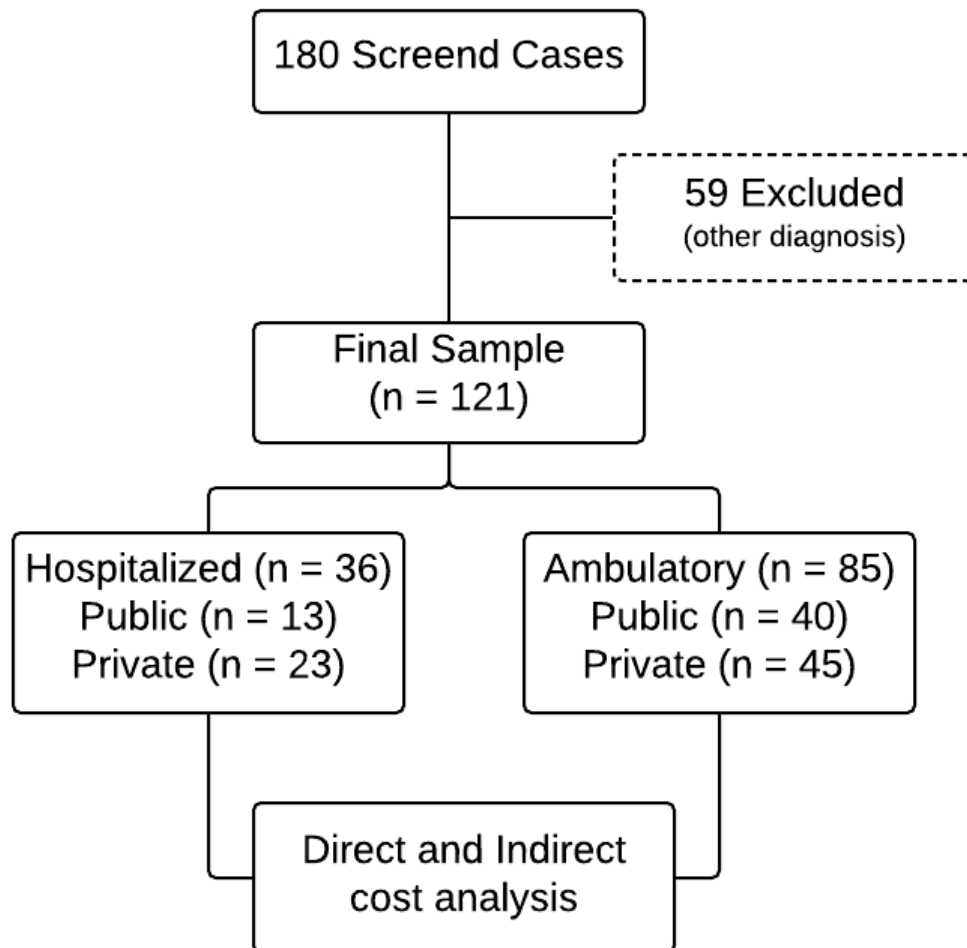 180 Screend Cases
59 Excluded
(other diagnosis)
Final Sample
(n = 121)
Hospitalized (n = 36)
Public (n = 13)
Private (n = 23)
Ambulatory (n = 85)
Public (n = 40)
Private (n = 45)
Direct and Indirect
cost analysis